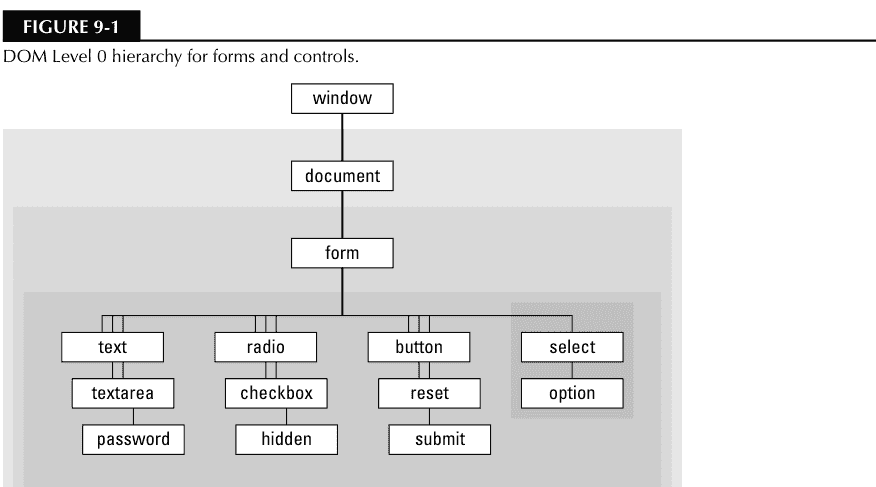 FIGURE 9-1
DOM Level 0 hierarchy for forms and controls.
window
document
form
text
radio
button
select
textarea
checkbox
reset
option
password
hidden
submit